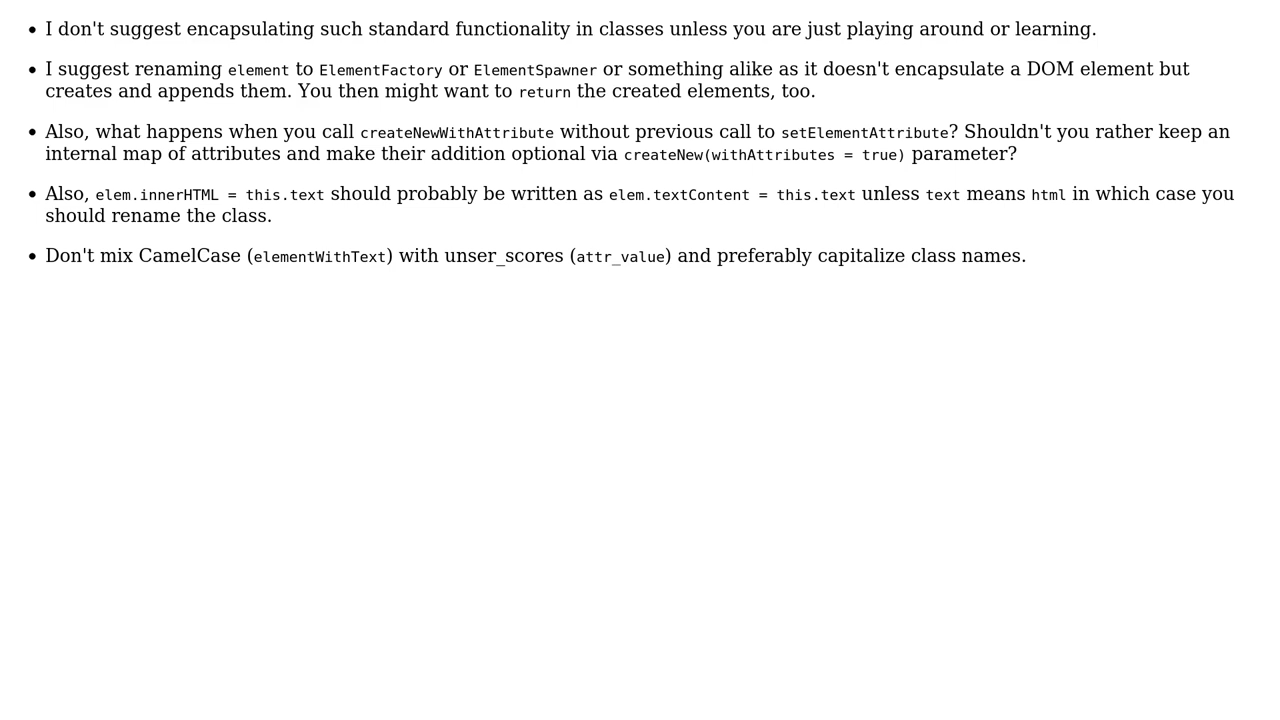 • I don't suggest encapsulating such standard functionality in classes unless you are just playing around or learning.
• I suggest renaming element to ElementFactory or ElementSpawner or something alike as it doesn't encapsulate a DOM element but
creates and appends them. You then might want to return the created elements, too.
• Also, what happens when you call createNewWithAttribute without previous call to setElementAttribute? Shouldn't you rather keep an
internal map of attributes and make their addition optional via createNew(withAttributes = true) parameter?
• Also, elem.innerHTML = this.text should probably be written as elem.textContent = this.text unless text means html in which case you
should rename the class.
• Don't mix CamelCase (elementWithText) with unser_scores (attr_value) and preferably capitalize class names.